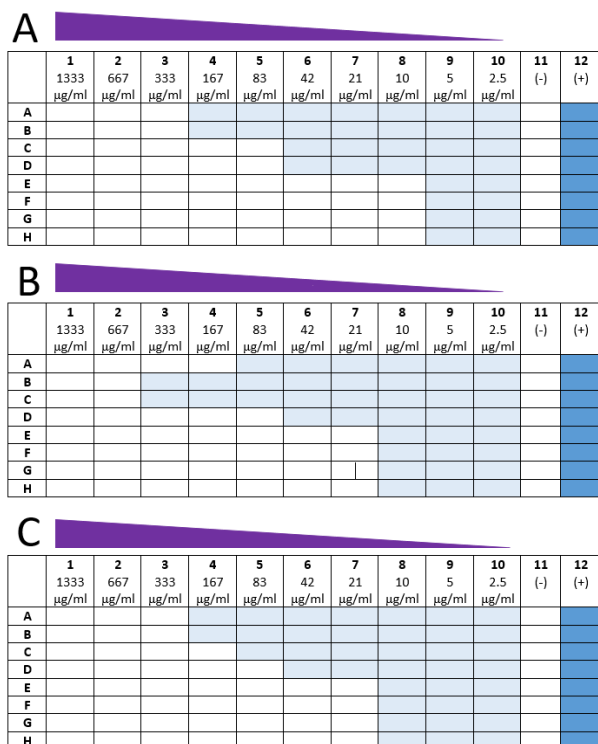 A
1 2 3 4 5 6 7 8 9 10 11 12
1333 667 333 167 83 42 21 10 5 2.5 (-) (+)
µg/ml µg/ml µg/ml µg/ml µg/ml µg/ml µg/ml µg/ml µg/ml µg/ml
A
B
C
D
E
F
G
H
B
1 2 3 4 5 6 7 8 9 10 11 12
1333 667 333 167 83 42 21 10 5 2.5 (-) (+)
µg/ml µg/ml µg/ml µg/ml µg/ml µg/ml µg/ml µg/ml µg/ml µg/ml
A
B
C
D
E
F
G
H
C
1 2 3 4 5 6 7 8 9 10 11 12
1333 667 333 167 83 42 21 10 5 2.5 (-) (+)
µg/ml µg/ml µg/ml µg/ml µg/ml µg/ml µg/ml µg/ml µg/ml µg/ml
A
B
C
D
E
F
G
H